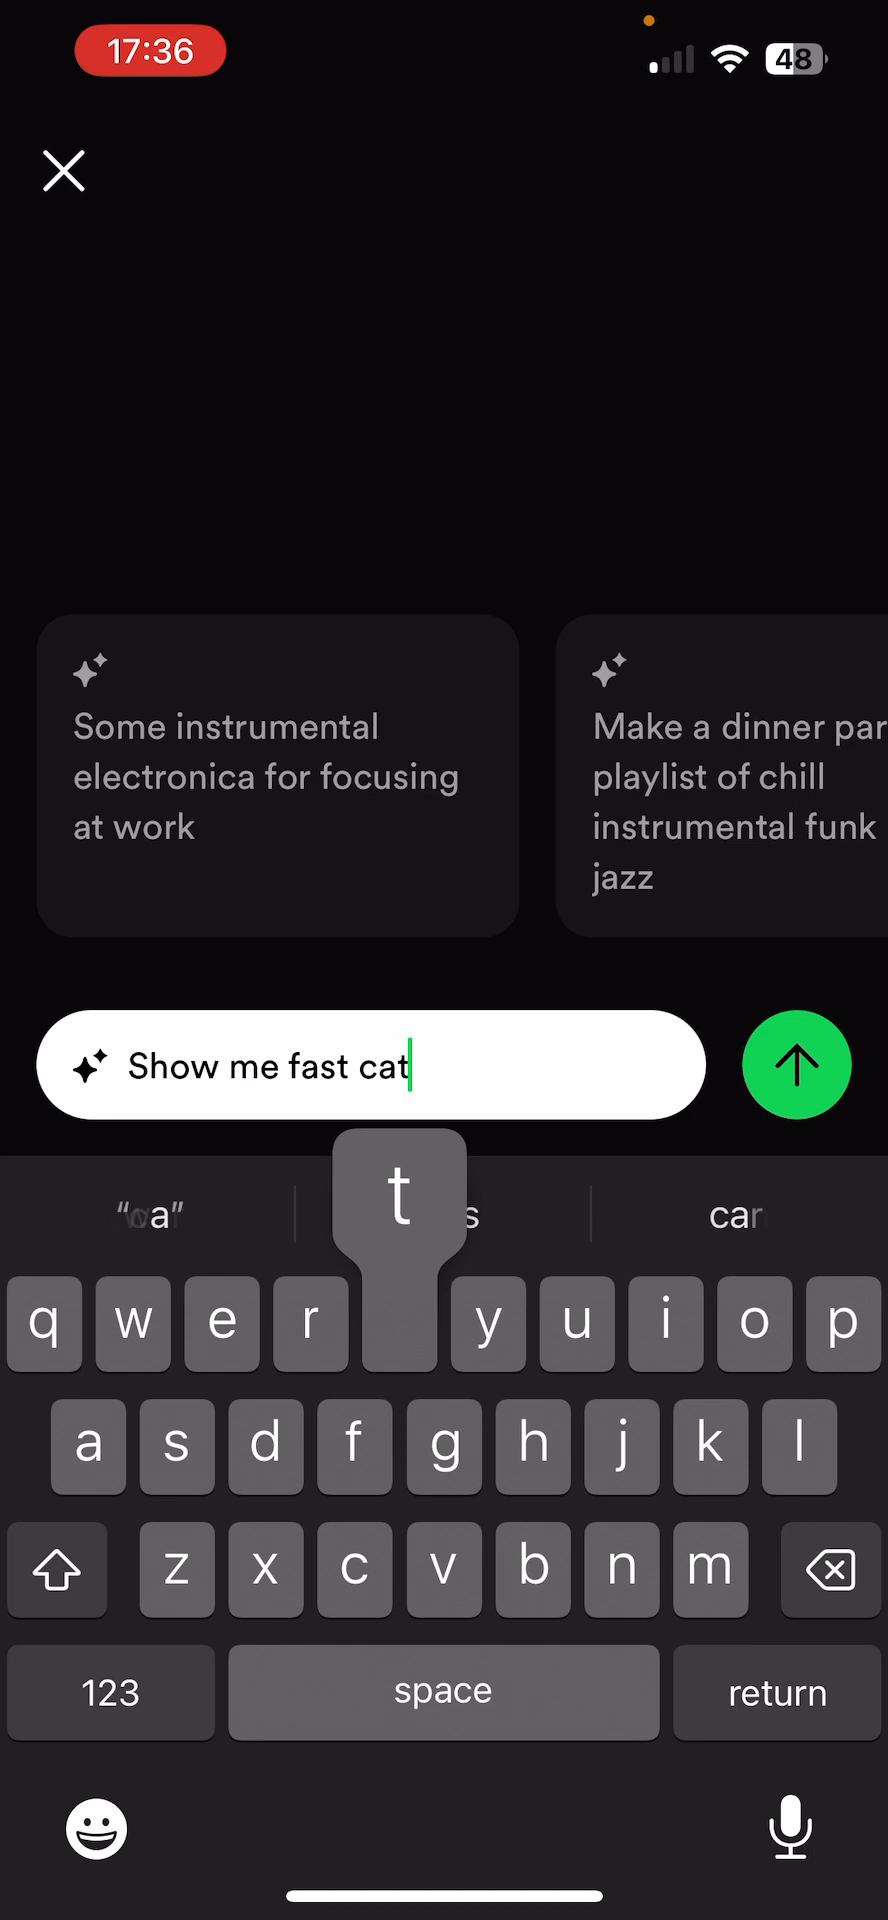 17:36
48
Some instrumental
electronica for focusing
at work
Make a dinner par
playlist of chill
instrumental funk
jazz
Show me fast cat
t
s
car
q w e r y u i o p
a s d f g h j k l
z x c v b n m
123 space return